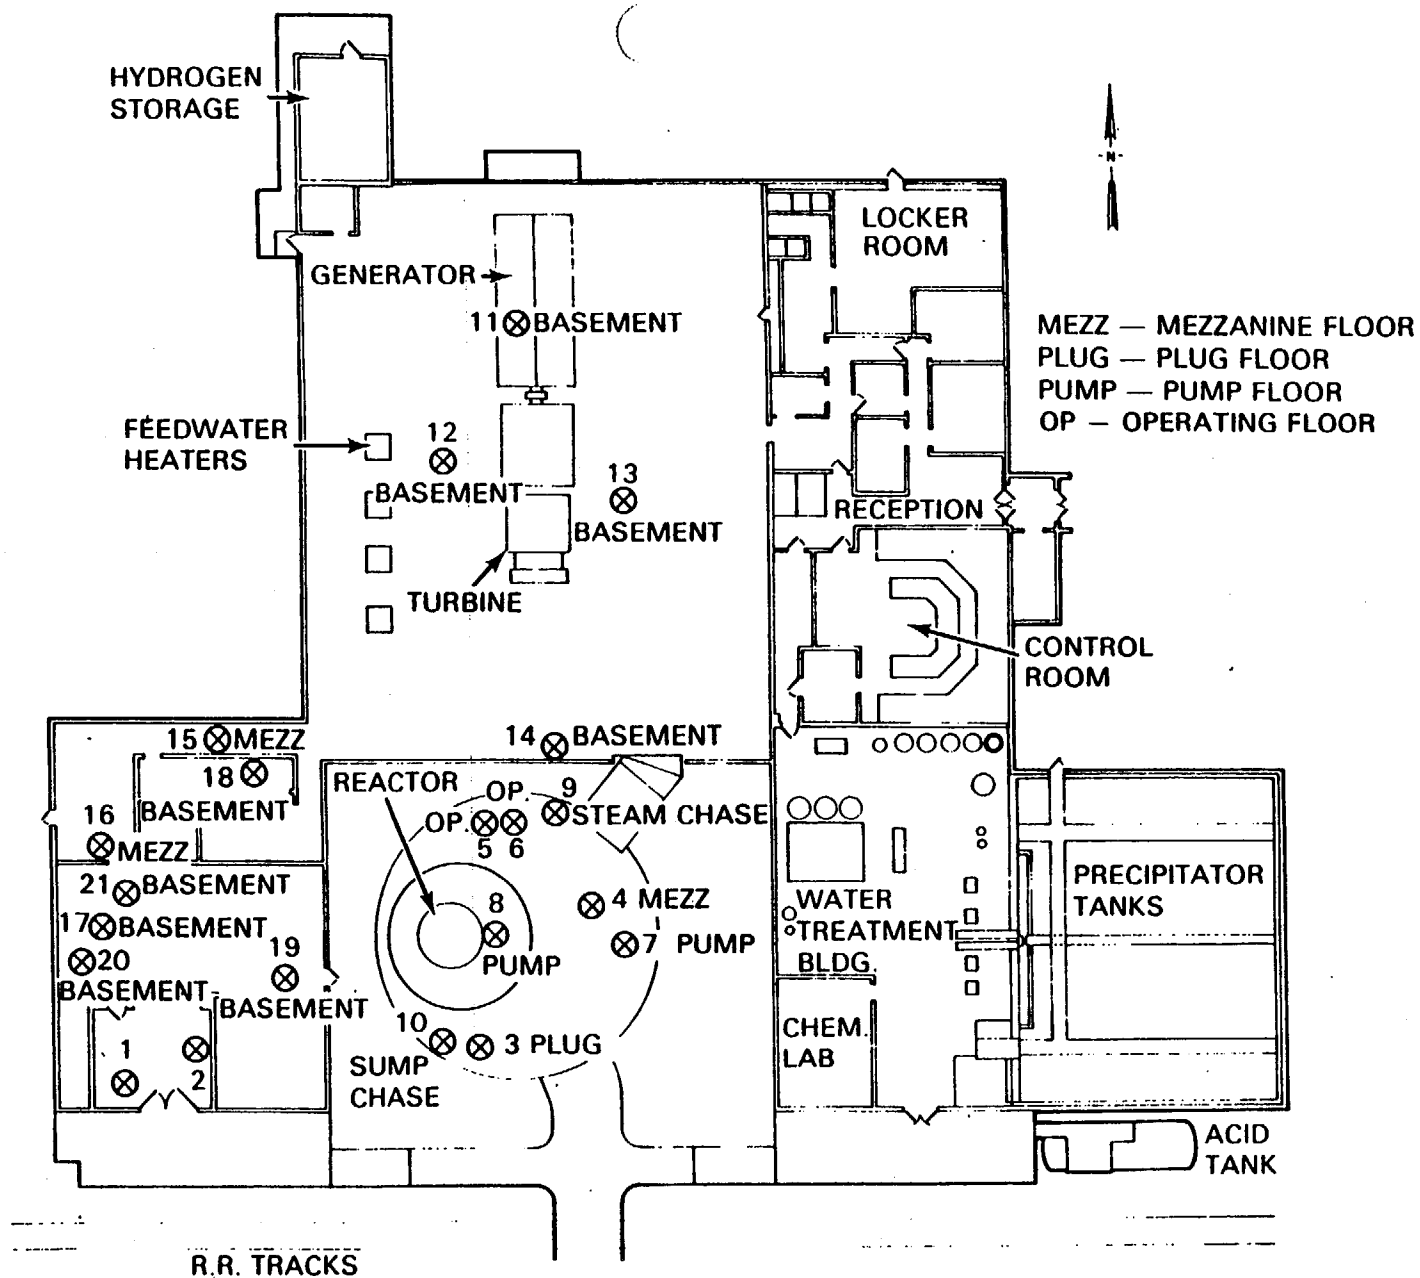 HYDROGEN
STORAGE
N
LOCKER
ROOM
GENERATOR
11 BASEMENT
MEZZ — MEZZANINE FLOOR
PLUG — PLUG FLOOR
PUMP — PUMP FLOOR
OP — OPERATING FLOOR
FEEDWATER
HEATERS
12
BASEMENT
13
BASEMENT
RECEPTION
TURBINE
CONTROL
ROOM
14 BASEMENT
15 MEZZ
18
BASEMENT
REACTOR
OP.
OP.
5
6
9
STEAM CHASE
16
MEZZ
21 BASEMENT
17 BASEMENT
20
BASEMENT
19
BASEMENT
4 MEZZ
8
PUMP
7 PUMP
WATER
TREATMENT
BLDG.
PRECIPITATOR
TANKS
10
3 PLUG
SUMP
CHASE
CHEM.
LAB
1
2
ACID
TANK
R.R. TRACKS